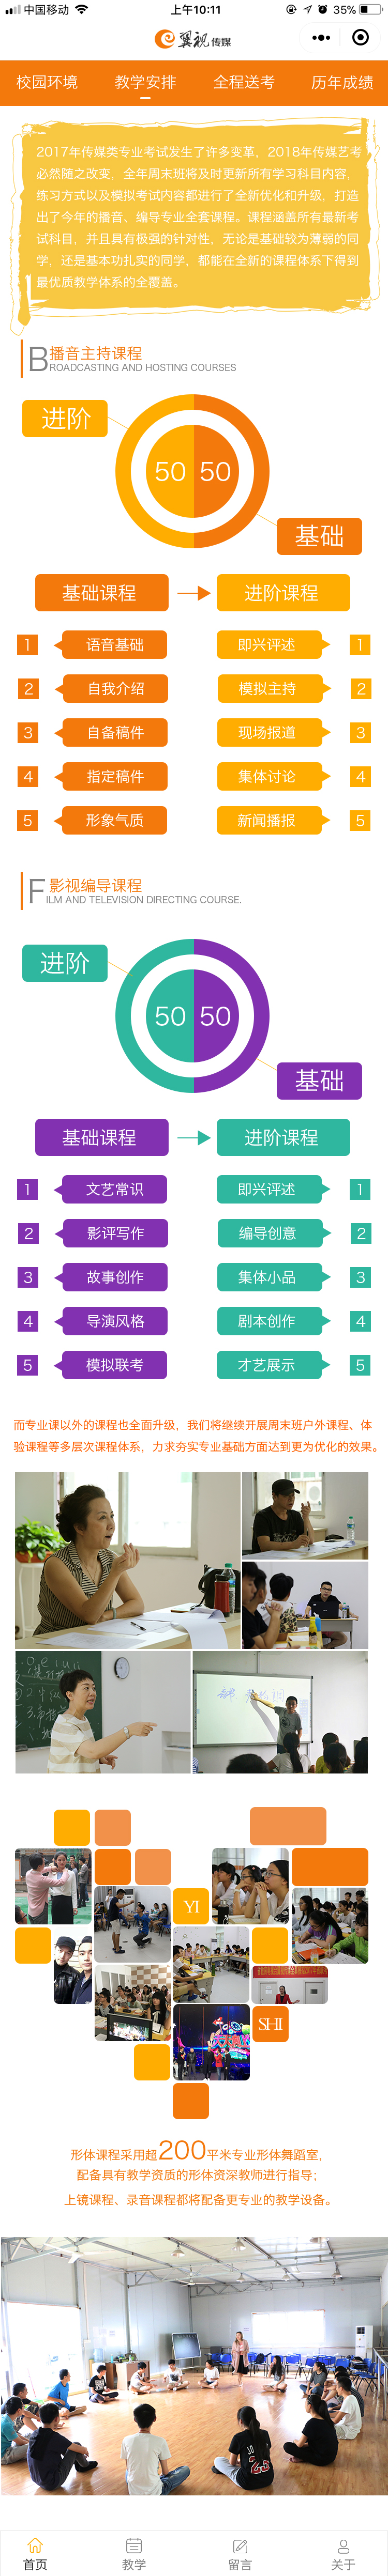 中国移动 上午10:11 35%
翼视传媒
校园环境 教学安排 全程送考 历年成绩
2017年传媒类专业考试发生了许多变革，2018年传媒艺考
必然随之改变，全年周末班将及时更新所有学习科目内容，
练习方式以及模拟考试内容都进行了全新优化和升级，打造
出了今年的播音、编导专业全套课程。课程涵盖所有最新考
试科目，并且具有极强的针对性，无论是基础较为薄弱的同
学，还是基本功扎实的同学，都能在全新的课程体系下得到
最优质教学体系的全覆盖。
播音主持课程
BROADCASTING AND HOSTING COURSES
进阶
50 50
基础
基础课程 进阶课程
1 语音基础 即兴评述 1
2 自我介绍 模拟主持 2
3 自备稿件 现场报道 3
4 指定稿件 集体讨论 4
5 形象气质 新闻播报 5
影视编导课程
FILM AND TELEVISION DIRECTING COURSE.
进阶
50 50
基础
基础课程 进阶课程
1 文艺常识 即兴评述 1
2 影评写作 编导创意 2
3 故事创作 集体小品 3
4 导演风格 剧本创作 4
5 模拟联考 才艺展示 5
而专业课以外的课程也全面升级，我们将继续开展周末班户外课程、体
验课程等多层次课程体系，力求夯实专业基础方面达到更为优化的效果。
YI
SHI
形体课程采用超200平米专业形体舞蹈室，
配备具有教学资质的形体资深教师进行指导；
上镜课程、录音课程都将配备更专业的教学设备。
首页 教学 留言 关于